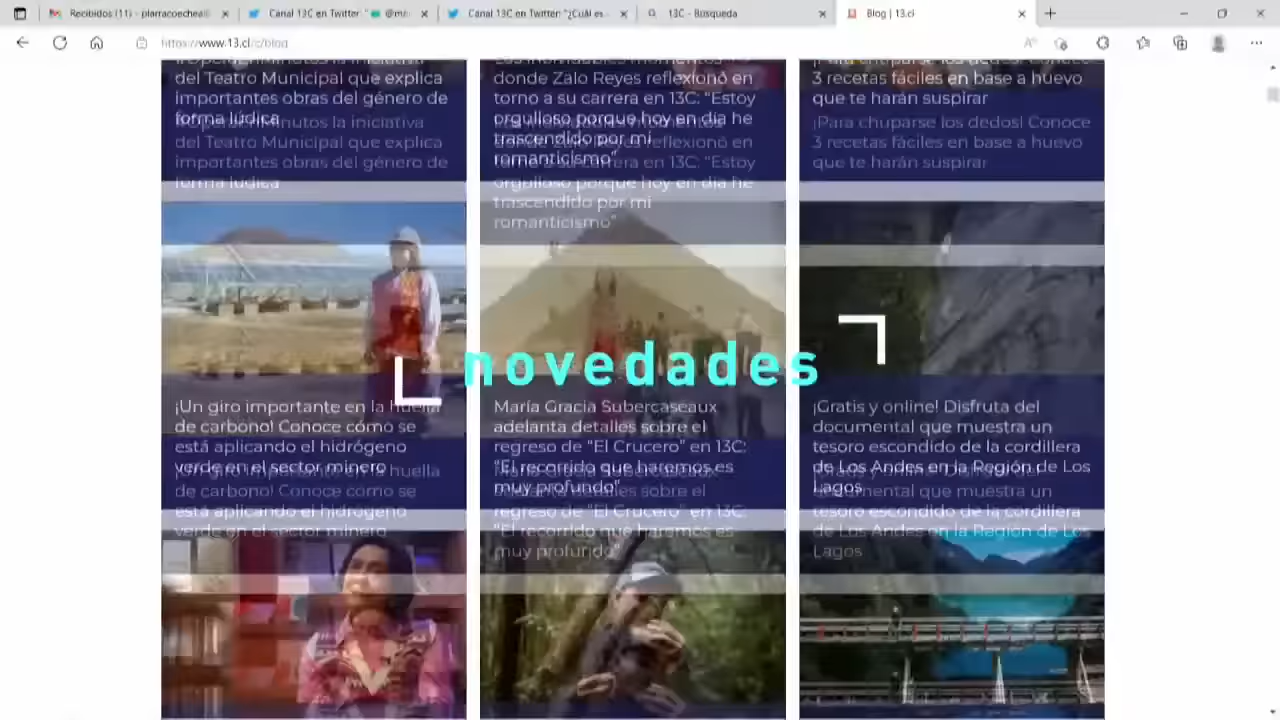 Recibidos (11) - plarracoechea@
Canal 13C en Twitter: "
Canal 13C en Twitter: "¿Cuál es
13C - Búsqueda
Blog | 13.cl
https://www.13.cl/c/blog
del Teatro Municipal que explica
importantes obras del género de
forma lúdica
donde Zalo Reyes reflexionó en
torno a su carrera en 13C: "Estoy
orgulloso porque hoy en día he
trascendido por mi
romanticismo"
¡Para chuparse los dedos! Conoce
3 recetas fáciles en base a huevo
que te harán suspirar
novedades
¡Un giro importante en la huella
de carbono! Conoce cómo se
está aplicando el hidrógeno
verde en el sector minero
María Gracia Subercaseaux
adelanta detalles sobre el
regreso de "El Crucero" en 13C:
"El recorrido que haremos es
muy profundo"
¡Gratis y online! Disfruta del
documental que muestra un
tesoro escondido de la cordillera
de Los Andes en la Región de Los
Lagos